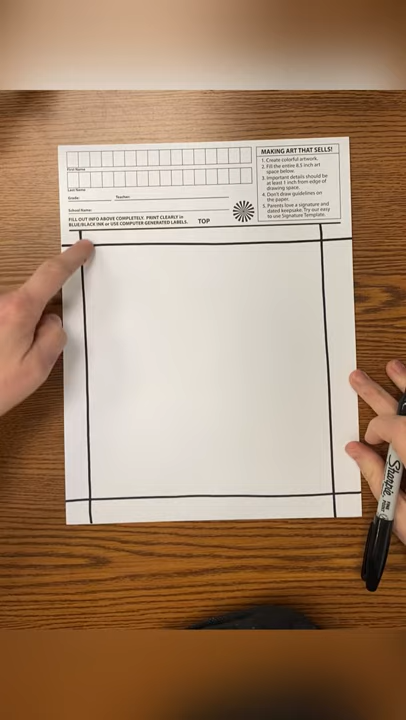 First Name
Last Name
Grade:
Teacher:
School Name:
FILL OUT INFO ABOVE COMPLETELY. PRINT CLEARLY in
BLUE/BLACK INK or USE COMPUTER GENERATED LABELS.
TOP
MAKING ART THAT SELLS!
1. Create colorful artwork.
2. Fill the entire 8.5 inch art
space below.
3. Important details should be
at least 1 inch from edge of
drawing space.
4. Don't draw guidelines on
the paper.
5. Parents love a signature and
dated keepsake. Try our easy
to use Signature Template.
Sharpie